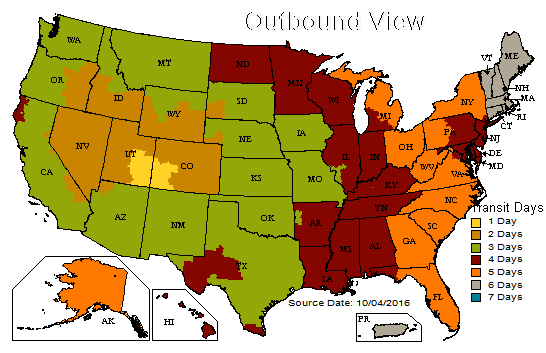 Outbound View
WA
MT
ND
MN
OR
ID
SD
WI
MI
NY
VT
ME
NH
MA
RI
CT
WY
NE
IA
PA
NJ
NV
UT
CO
IL
IN
OH
DE
MD
CA
KS
MO
KY
WV
VA
AZ
NM
OK
AR
TN
NC
SC
TX
LA
MS
AL
GA
FL
AK
HI
PR
Transit Days
1 Day
2 Days
3 Days
4 Days
5 Days
6 Days
7 Days
Source Date: 10/04/2016